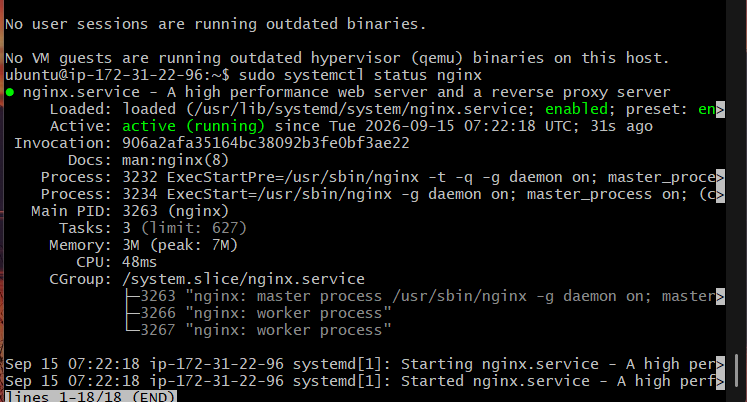 No user sessions are running outdated binaries.
No VM guests are running outdated hypervisor (qemu) binaries on this host.
ubuntu@ip-172-31-22-96:~$ sudo systemctl status nginx
● nginx.service - A high performance web server and a reverse proxy server
Loaded: loaded (/usr/lib/systemd/system/nginx.service; enabled; preset: en>
Active: active (running) since Tue 2026-09-15 07:22:18 UTC; 31s ago
Invocation: 906a2afa35164bc38092b3fe0bf3ae22
Docs: man:nginx(8)
Process: 3232 ExecStartPre=/usr/sbin/nginx -t -q -g daemon on; master_proce>
Process: 3234 ExecStart=/usr/sbin/nginx -g daemon on; master_process on; (c>
Main PID: 3263 (nginx)
Tasks: 3 (limit: 627)
Memory: 3M (peak: 7M)
CPU: 48ms
CGroup: /system.slice/nginx.service
├─3263 "nginx: master process /usr/sbin/nginx -g daemon on; master>
├─3266 "nginx: worker process"
└─3267 "nginx: worker process"
Sep 15 07:22:18 ip-172-31-22-96 systemd[1]: Starting nginx.service - A high per>
Sep 15 07:22:18 ip-172-31-22-96 systemd[1]: Started nginx.service - A high perf>
lines 1-18/18 (END)